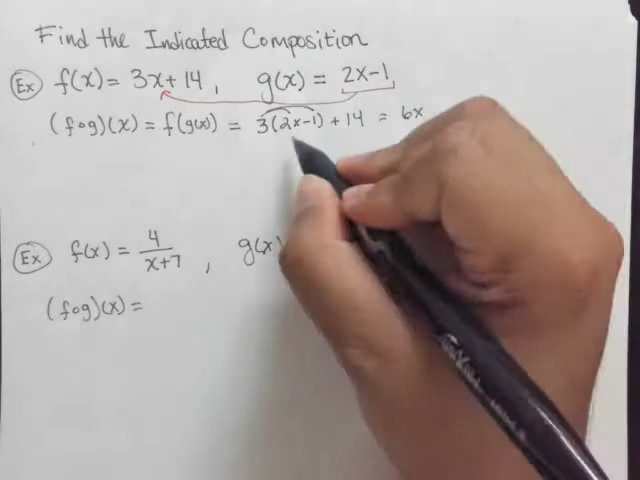 Find the Indicated Composition
Ex f(x) = 3x+14, g(x) = 2x-1
(f∘g)(x) = f(g(x)) = 3(2x-1) + 14 = 6x
Ex f(x) = 4/(x+7), g(x)
(f∘g)(x) =